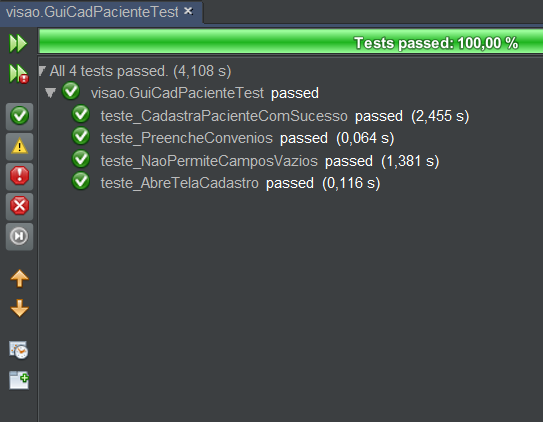 visao.GuiCadPacienteTest ×
Tests passed: 100,00 %
All 4 tests passed. (4,108 s)
visao.GuiCadPacienteTest passed
teste_CadastraPacienteComSucesso passed (2,455 s)
teste_PreencheConvenios passed (0,064 s)
teste_NaoPermiteCamposVazios passed (1,381 s)
teste_AbreTelaCadastro passed (0,116 s)